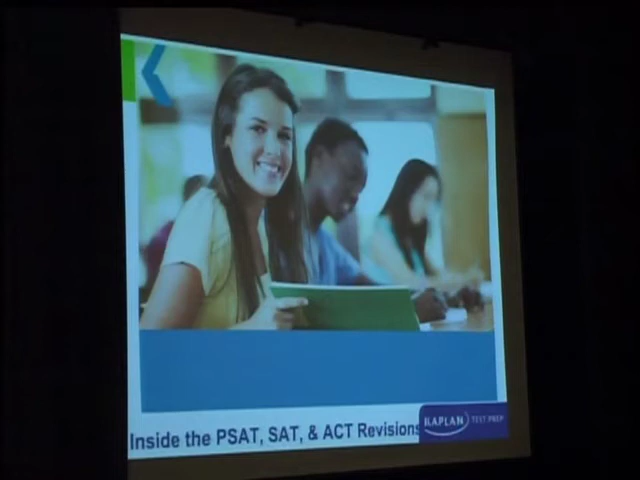 Inside the PSAT, SAT, & ACT Revisions
KAPLAN TEST PREP